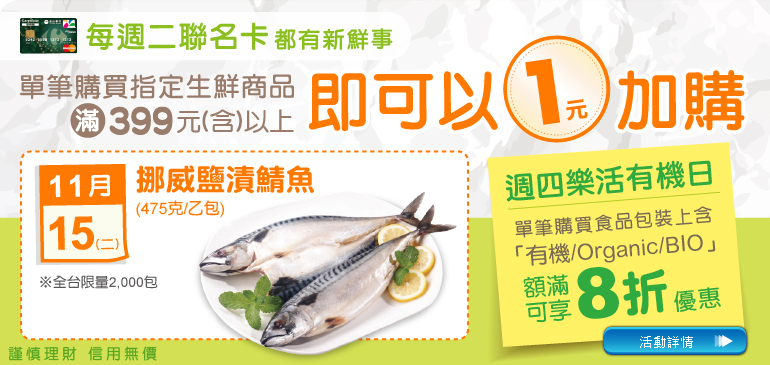 每週二聯名卡 都有新鮮事
單筆購買指定生鮮商品
滿399元(含)以上
即可以1元加購
11月
15(二)
挪威鹽漬鯖魚
(475克/乙包)
※全台限量2,000包
週四樂活有機日
單筆購買食品包裝上含
「有機/Organic/BIO」
額滿可享8折優惠
活動詳情
謹慎理財 信用無價